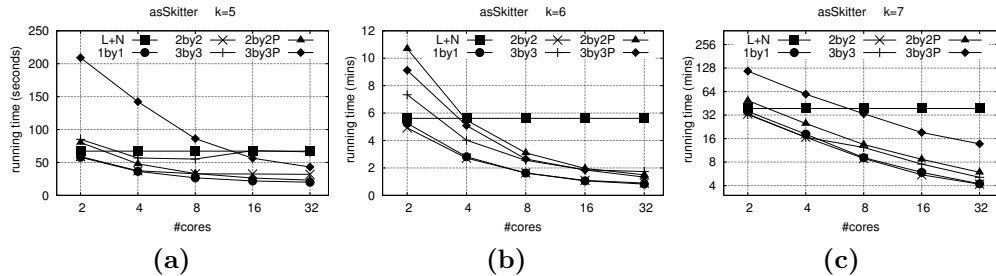 asSkitter k=5
running time (seconds)
250
200
150
100
50
0
L+N 2by2 2by2P
1by1 3by3 3by3P
2 4 8 16 32
#cores
(a)
asSkitter k=6
running time (mins)
12
10
8
6
4
2
0
L+N 2by2 2by2P
1by1 3by3 3by3P
2 4 8 16 32
#cores
(b)
asSkitter k=7
running time (mins)
256
128
64
32
16
8
4
L+N 2by2 2by2P
1by1 3by3 3by3P
2 4 8 16 32
#cores
(c)